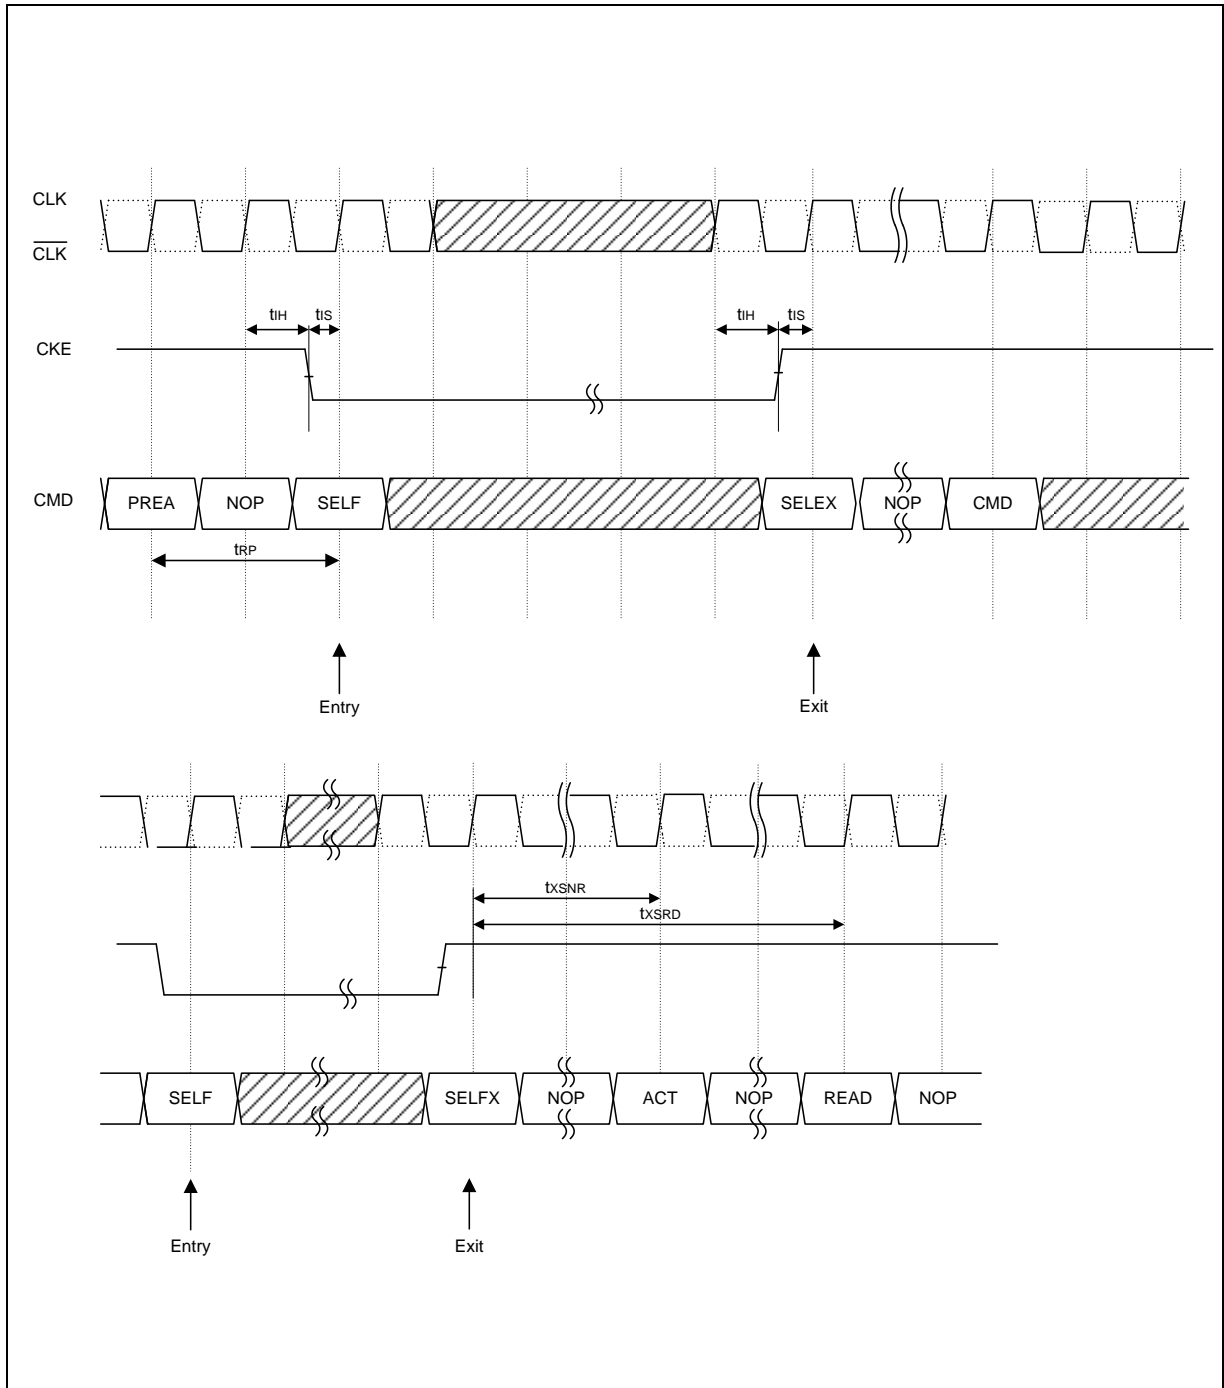 CLK
CLK
tIH tIS tIH tIS
CKE
CMD PREA NOP SELF SELEX NOP CMD
tRP
Entry Exit
tXSNR
tXSRD
SELF SELFX NOP ACT NOP READ NOP
Entry Exit